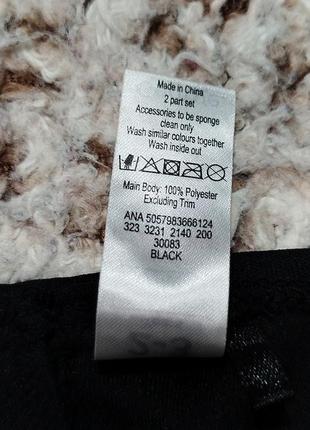 Made in China
2 part set
Accessories to be sponge
clean only
Wash similar colours together
Wash inside out
Main Body: 100% Polyester
Excluding Trim
ANA 5057983666124
323 3231 2140 200
30083
BLACK